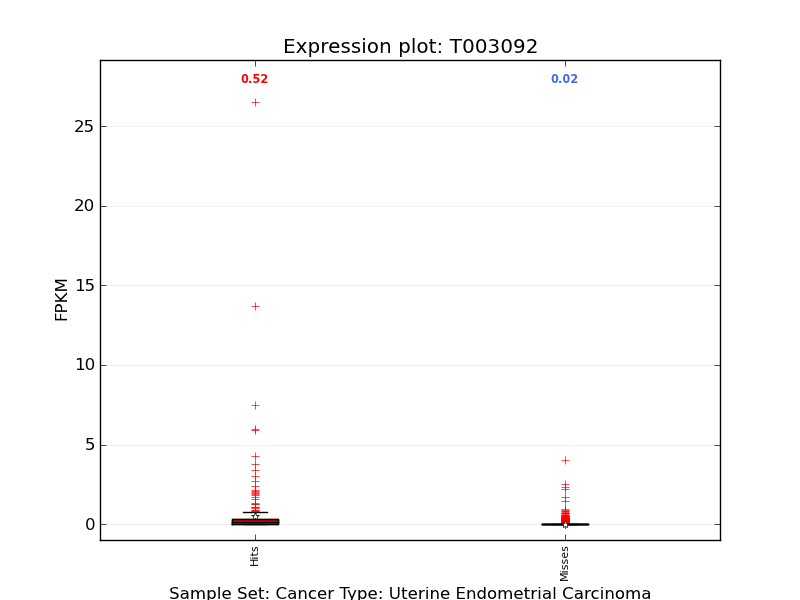 Expression plot: T003092
0.52
0.02
25
20
15
10
5
0
FPKM
Hits
Misses
Sample Set: Cancer Type: Uterine Endometrial Carcinoma